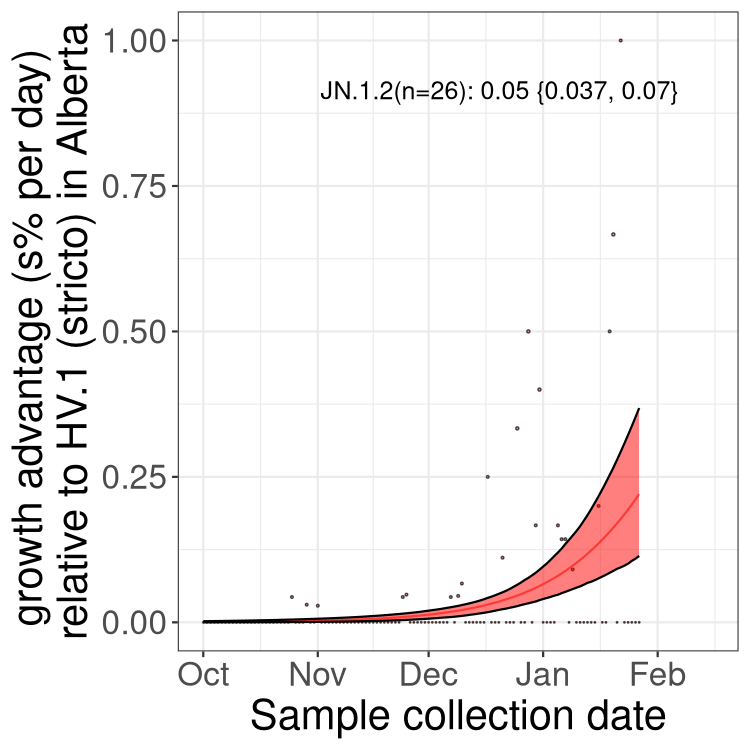 growth advantage (s% per day)
relative to HV.1 (stricto) in Alberta
1.00
JN.1.2(n=26): 0.05 {0.037, 0.07}
0.75
0.50
0.25
0.00
Oct Nov Dec Jan Feb
Sample collection date